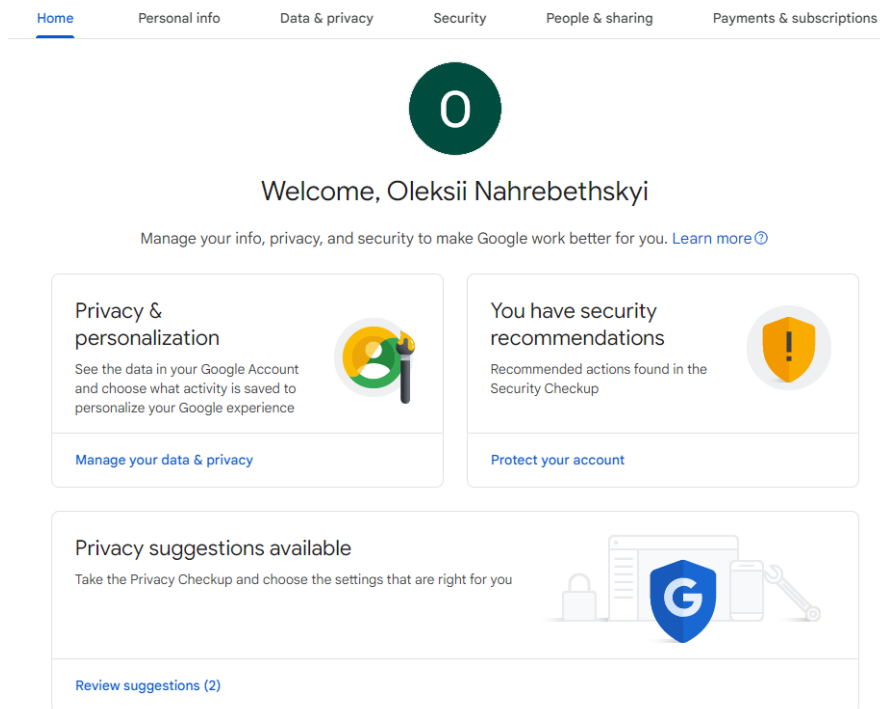 Home Personal info Data & privacy Security People & sharing Payments & subscriptions
O
Welcome, Oleksii Nahrebethskyi
Manage your info, privacy, and security to make Google work better for you. Learn more
Privacy &
personalization
See the data in your Google Account
and choose what activity is saved to
personalize your Google experience
Manage your data & privacy
You have security
recommendations
Recommended actions found in the
Security Checkup
Protect your account
Privacy suggestions available
Take the Privacy Checkup and choose the settings that are right for you
G
Review suggestions (2)